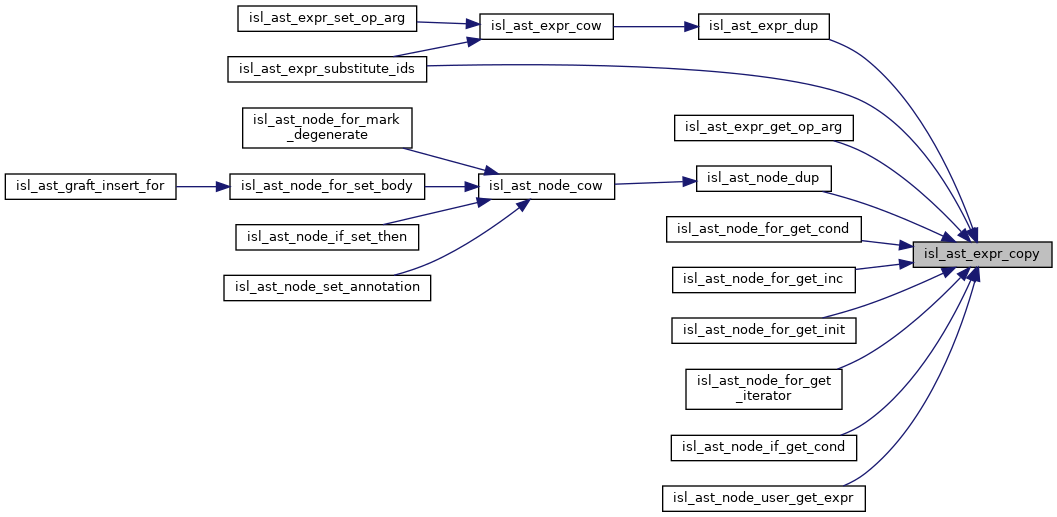 isl_ast_expr_set_op_arg
isl_ast_expr_cow
isl_ast_expr_dup
isl_ast_expr_substitute_ids
isl_ast_node_for_mark
_degenerate
isl_ast_expr_get_op_arg
isl_ast_graft_insert_for
isl_ast_node_for_set_body
isl_ast_node_cow
isl_ast_node_dup
isl_ast_node_if_set_then
isl_ast_node_for_get_cond
isl_ast_expr_copy
isl_ast_node_set_annotation
isl_ast_node_for_get_inc
isl_ast_node_for_get_init
isl_ast_node_for_get
_iterator
isl_ast_node_if_get_cond
isl_ast_node_user_get_expr